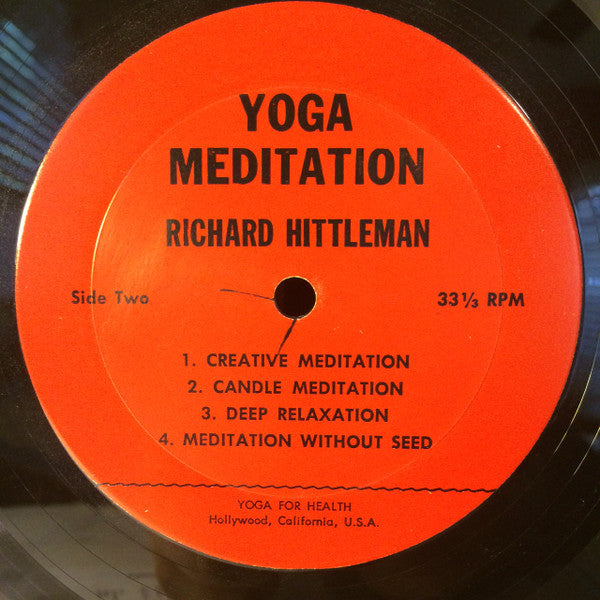 YOGA
MEDITATION
RICHARD HITTLEMAN
Side Two 33⅓ RPM
1. CREATIVE MEDITATION
2. CANDLE MEDITATION
3. DEEP RELAXATION
4. MEDITATION WITHOUT SEED
YOGA FOR HEALTH
Hollywood, California, U.S.A.